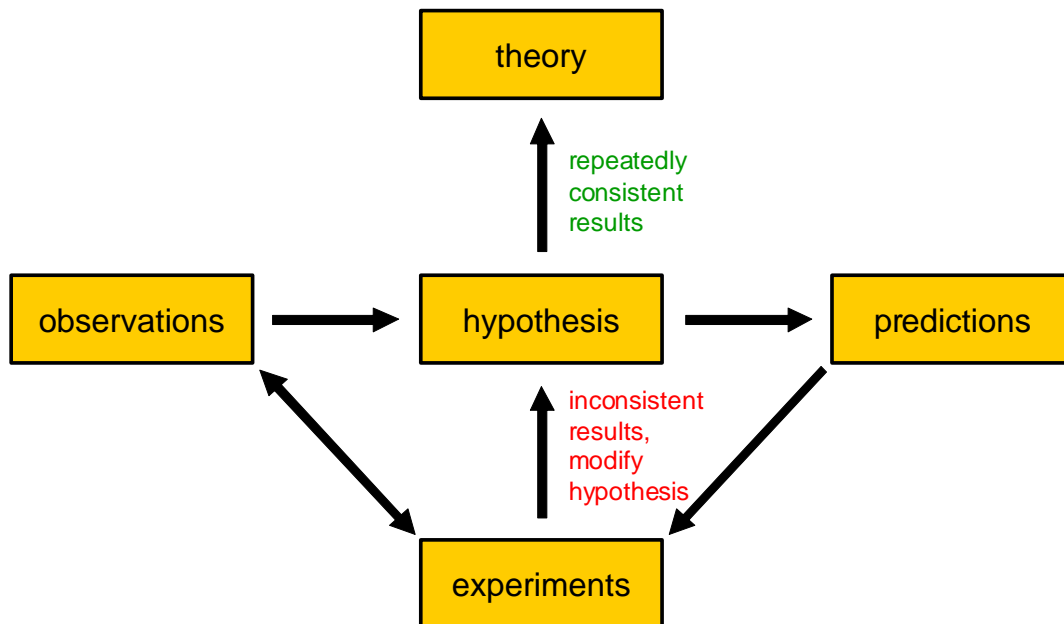 theory
repeatedly
consistent
results
observations
hypothesis
predictions
inconsistent
results,
modify
hypothesis
experiments